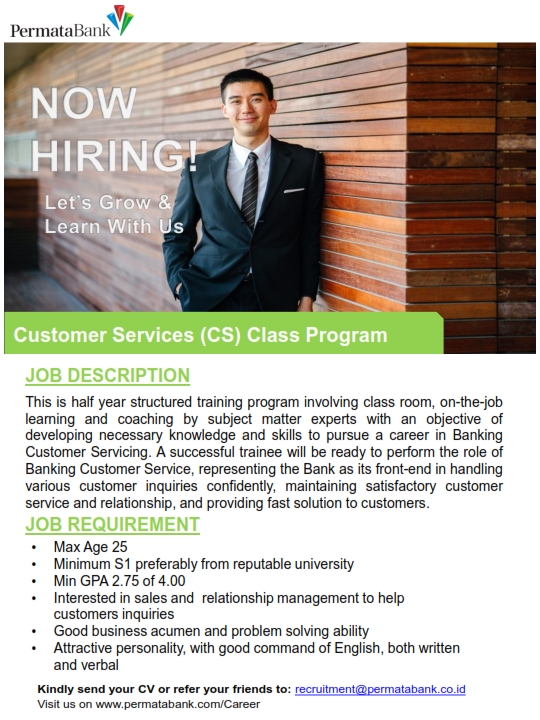 PermataBank
NOW
HIRING!
Let's Grow &
Learn With Us
Customer Services (CS) Class Program
JOB DESCRIPTION
This is half year structured training program involving class room, on-the-job
learning and coaching by subject matter experts with an objective of
developing necessary knowledge and skills to pursue a career in Banking
Customer Servicing. A successful trainee will be ready to perform the role of
Banking Customer Service, representing the Bank as its front-end in handling
various customer inquiries confidently, maintaining satisfactory customer
service and relationship, and providing fast solution to customers.
JOB REQUIREMENT
• Max Age 25
• Minimum S1 preferably from reputable university
• Min GPA 2.75 of 4.00
• Interested in sales and relationship management to help
customers inquiries
• Good business acumen and problem solving ability
• Attractive personality, with good command of English, both written
and verbal
Kindly send your CV or refer your friends to: recruitment@permatabank.co.id
Visit us on www.permatabank.com/Career